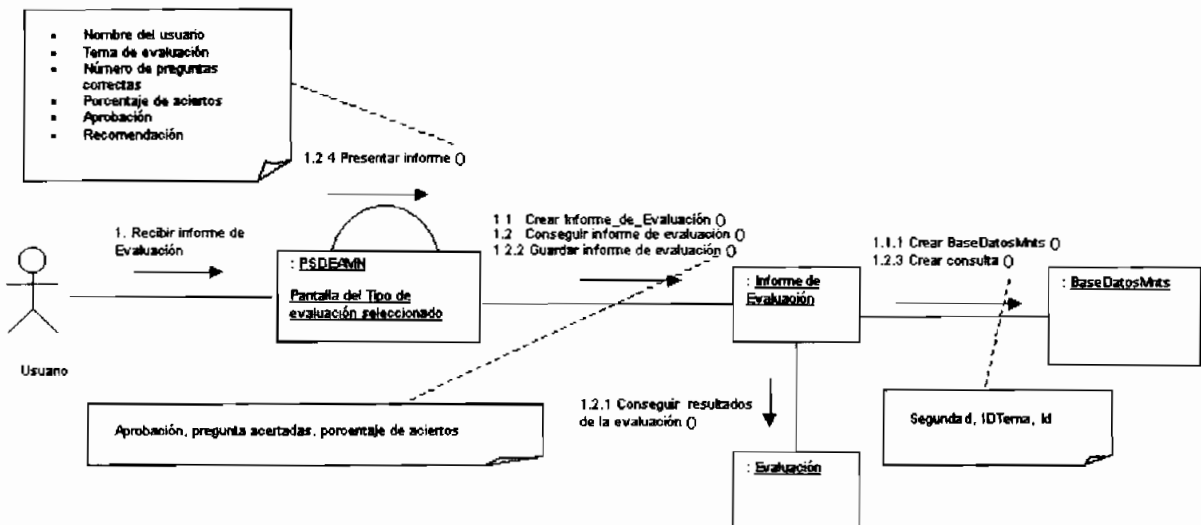 Nombre del usuario
Tema de evaluación
Número de preguntas
correctas
Porcentaje de aciertos
Aprobación
Recomendación
1.2 4 Presentar informe ()
1. Recibir informe de
Evaluación
1 1 Crear Informe_de_Evaluación ()
1.2 Conseguir informe de evaluación ()
1.2.2 Guardar informe de evaluación ()
1.1.1 Crear BaseDatosMnts ()
1.2.3 Crear consulta ()
: PSDEAMN
Pantalla del Tipo de
evaluación seleccionado
: Informe de
Evaluación
: BaseDatosMnts
Usuario
Aprobación, pregunta acertadas, porcentaje de aciertos
1.2.1 Conseguir resultados
de la evaluación ()
Segundad, IDTema, Id
: Evaluación